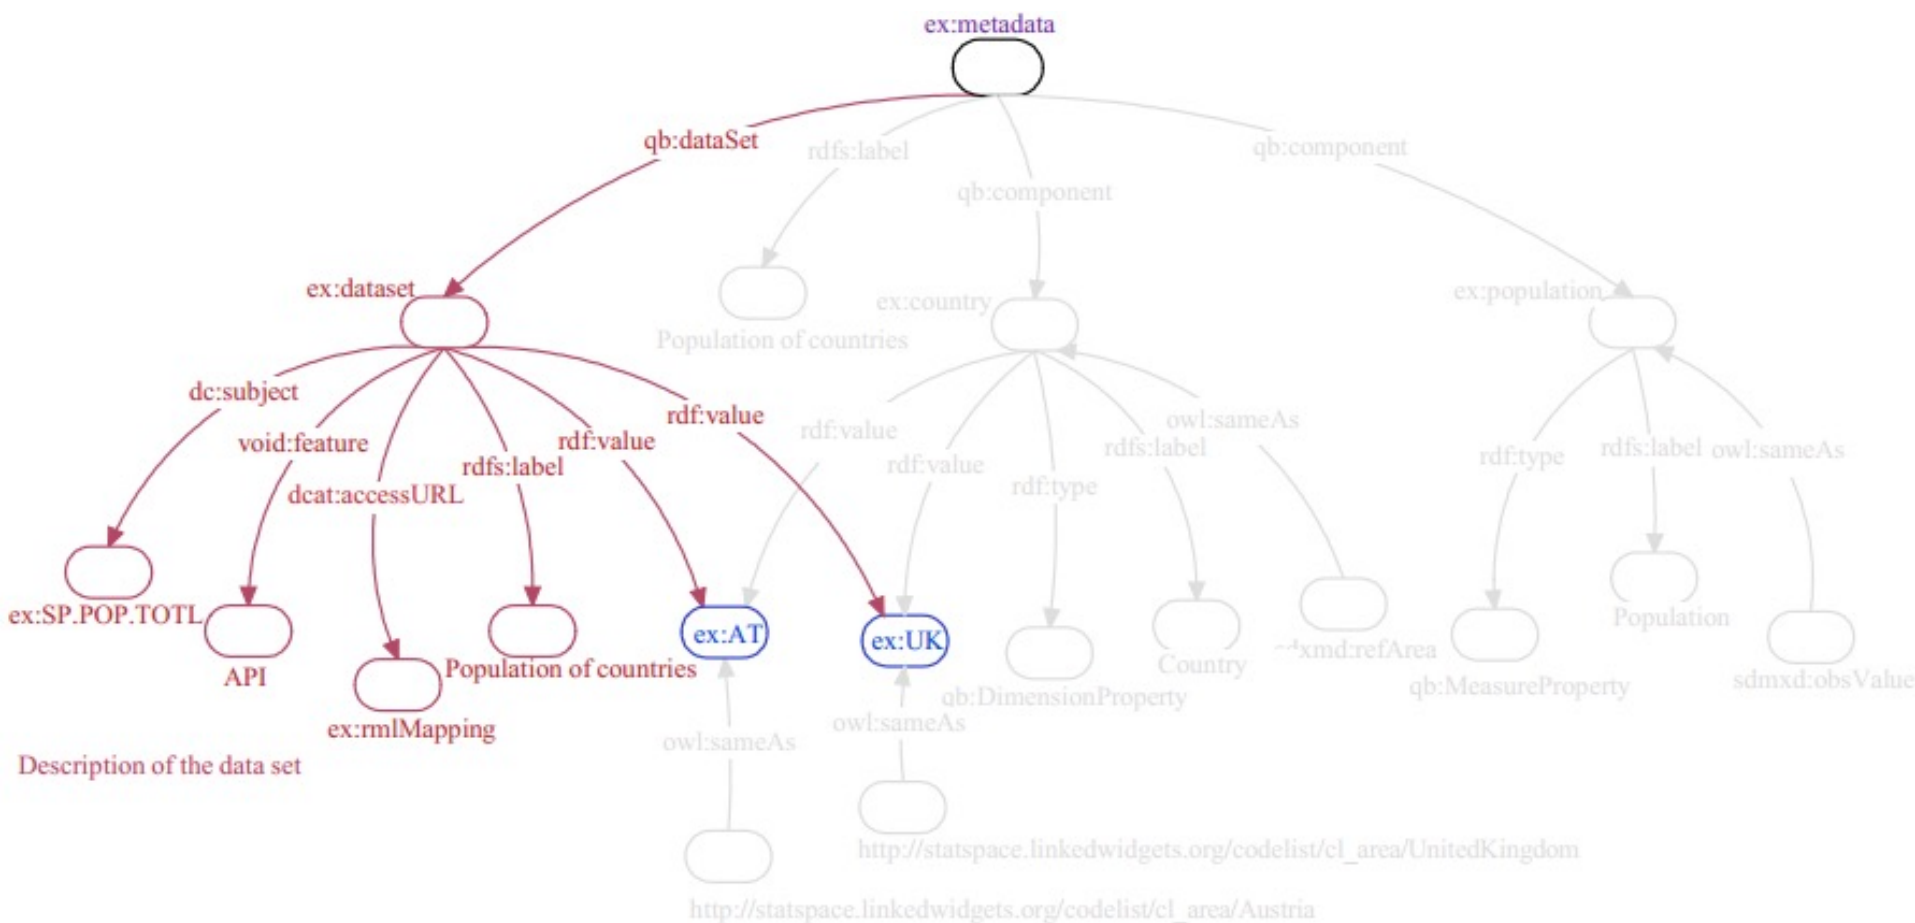 ex:metadata
qb:dataSet
rdfs:label
qb:component
qb:component
ex:dataset
Population of countries
ex:country
ex:population
dc:subject
void:feature
dcat:accessURL
rdfs:label
rdf:value
rdf:value
rdf:value
rdf:value
rdf:type
rdfs:label
owl:sameAs
rdf:type
rdfs:label
owl:sameAs
ex:SP.POP.TOTL
API
ex:rmlMapping
Population of countries
ex:AT
ex:UK
qb:DimensionProperty
Country
qb:MeasureProperty
Population
sdmxd:obsValue
Description of the data set
owl:sameAs
owl:sameAs
http://statspace.linkedwidgets.org/codelist/cl_area/UnitedKingdom
http://statspace.linkedwidgets.org/codelist/cl_area/Austria